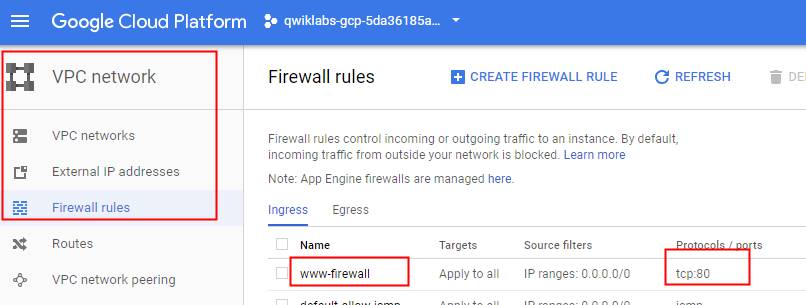 Google Cloud Platform
qwiklabs-gcp-5da36185a...
VPC network
VPC networks
External IP addresses
Firewall rules
Routes
VPC network peering
Firewall rules
CREATE FIREWALL RULE
REFRESH
Firewall rules control incoming or outgoing traffic to an instance. By default,
incoming traffic from outside your network is blocked. Learn more
Note: App Engine firewalls are managed here.
Ingress Egress
Name Targets Source filters Protocols / ports
www-firewall Apply to all IP ranges: 0.0.0.0/0 tcp:80
default-allow-icmp Apply to all IP ranges: 0.0.0.0/0 icmp